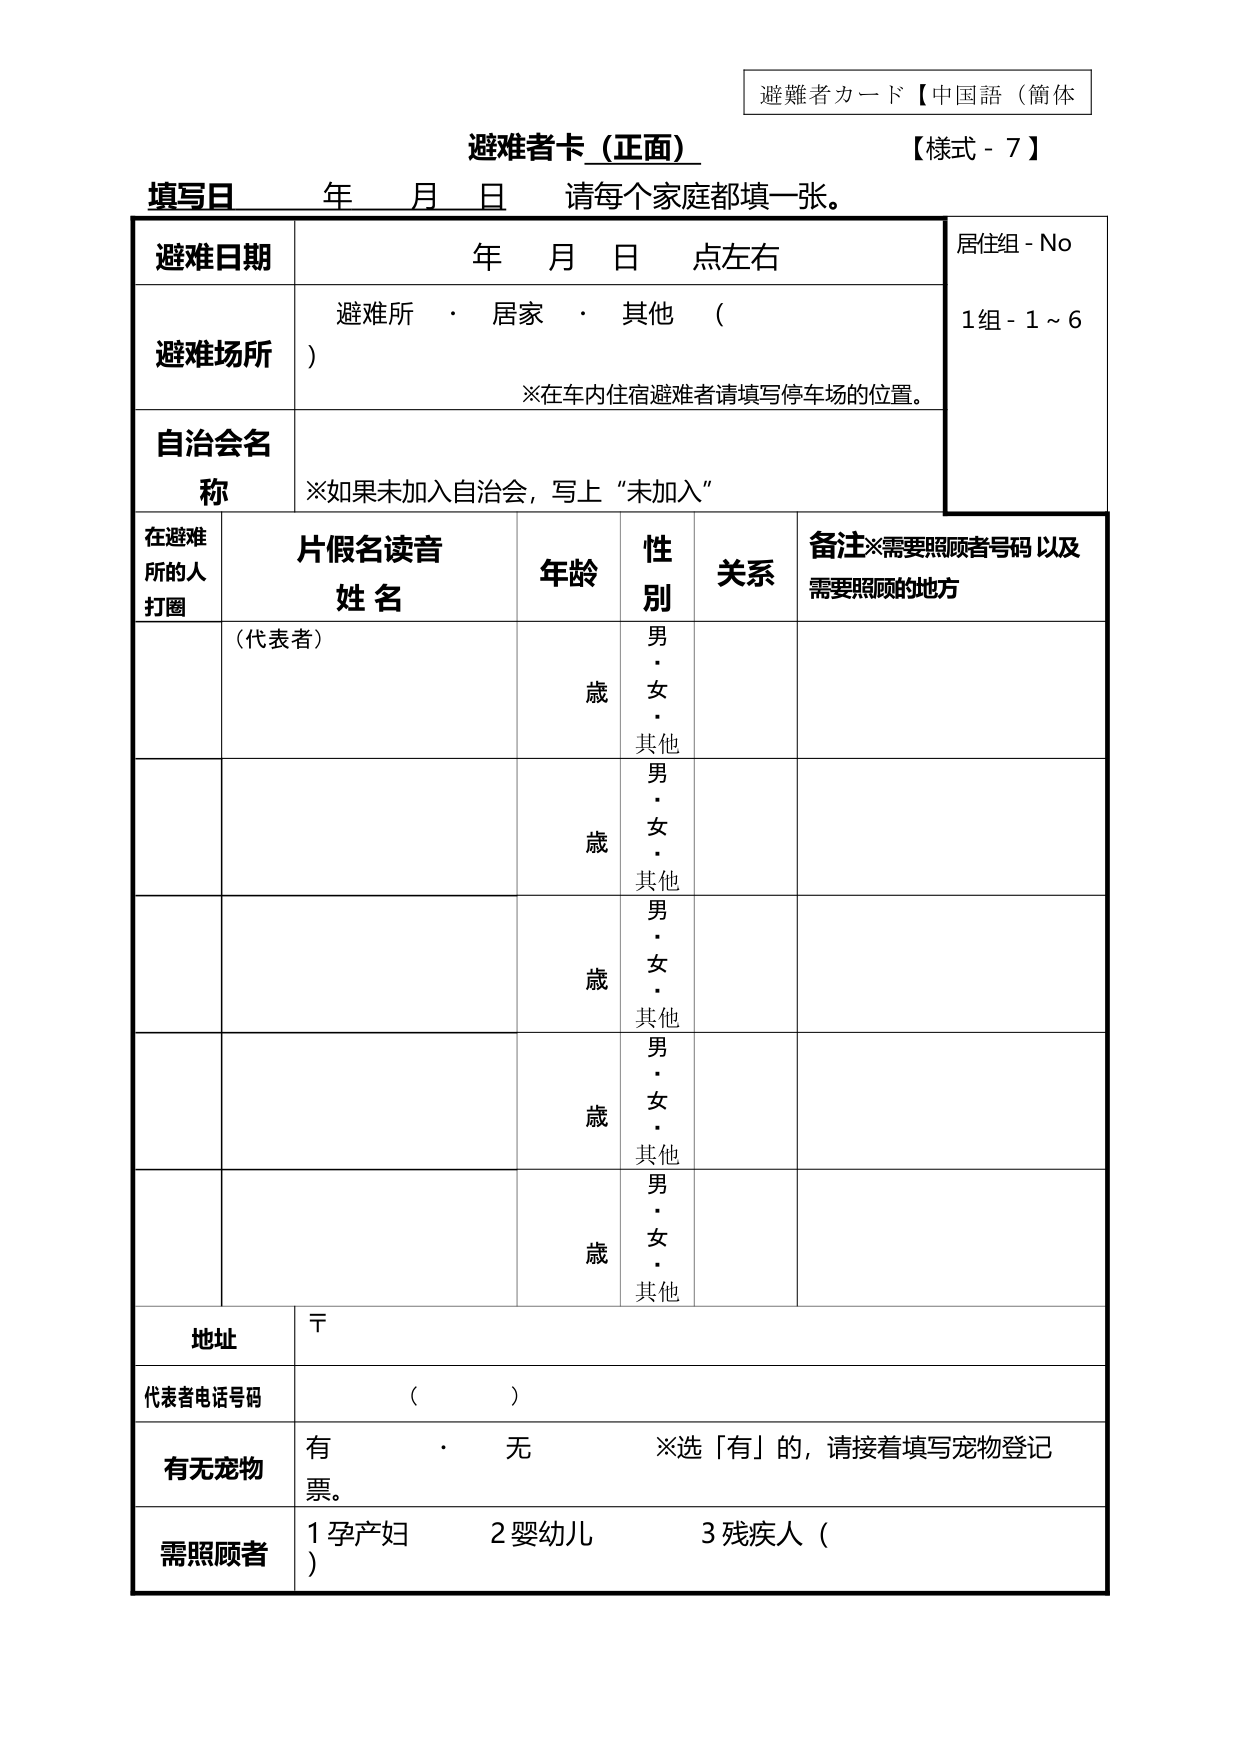 避難者カード【中国語（簡体
避难者卡（正面）
【様式-７】
填写日　　　年　　月　日　　请每个家庭都填一张。
避难日期
年　月　日　点左右
居住组-No
1组-1~6
避难场所
避难所　・　居家　・　其他　（
）
※在车内住宿避难者请填写停车场的位置。
自治会名
称
※如果未加入自治会，写上“未加入”
在避难
所的人
打圈
片假名读音
姓 名
年龄
性
别
关系
备注※需要照顾者号码 以及
需要照顾的地方
（代表者）
歳
男
・
女
・
其他
歳
男
・
女
・
其他
歳
男
・
女
・
其他
歳
男
・
女
・
其他
歳
男
・
女
・
其他
地址
〒
代表者电话号码
（　　　）
有无宠物
有　　　・　　无　　　　※选「有」的，请接着填写宠物登记
票。
需照顾者
1 孕产妇　　　2 婴幼儿　　　3 残疾人（
）